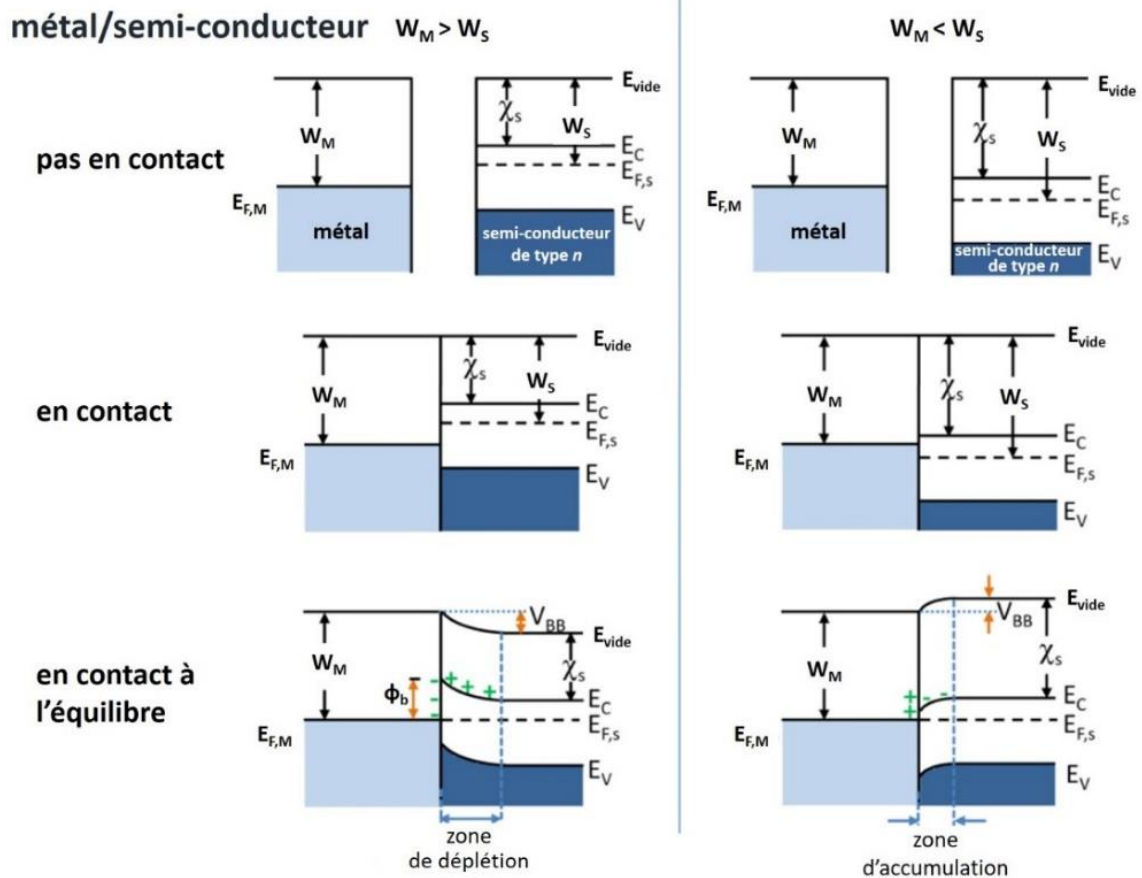 métal/semi-conducteur W_M > W_S
W_M < W_S
pas en contact
W_M
E_F,M
métal
χ_s
W_S
E_vide
E_C
E_F,s
E_V
semi-conducteur
de type n
W_M
E_F,M
métal
χ_s
W_S
E_vide
E_C
E_F,s
E_V
semi-conducteur
de type n
en contact
W_M
E_F,M
χ_s
W_S
E_vide
E_C
E_F,s
E_V
W_M
E_F,M
χ_s
W_S
E_vide
E_C
E_F,s
E_V
en contact à
l'équilibre
W_M
E_F,M
ϕ_b
- - -
+ + +
V_BB
E_vide
χ_s
E_C
E_F,s
E_V
zone
de déplétion
W_M
E_F,M
+ +
- -
V_BB
E_vide
χ_s
E_C
E_F,s
E_V
zone
d'accumulation